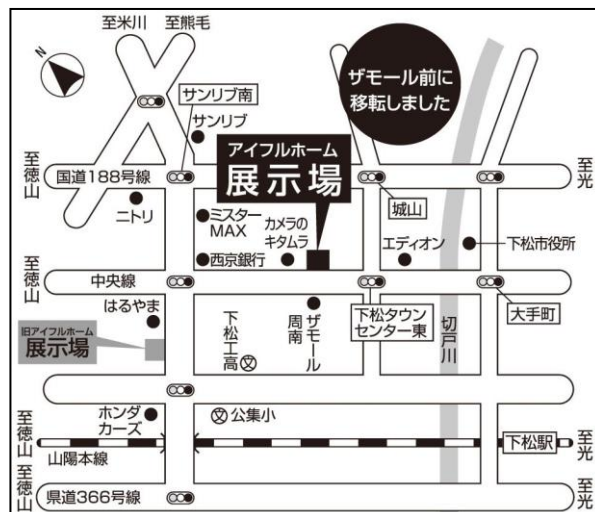 至米川
至熊毛
N
ザモール前に
移転しました
サンリブ南
サンリブ
アイフルホーム
展示場
至徳山
国道188号線
至光
城山
ニトリ
ミスター
MAX
カメラの
キタムラ
エディオン
下松市役所
西京銀行
至徳山
中央線
はるやま
下松工高
文
ザモール
周南
下松タウン
センター東
大手町
切戸川
旧アイフルホーム
展示場
ホンダ
カーズ
文
公集小
至徳山
山陽本線
下松駅
至光
至徳山
県道366号線
至光